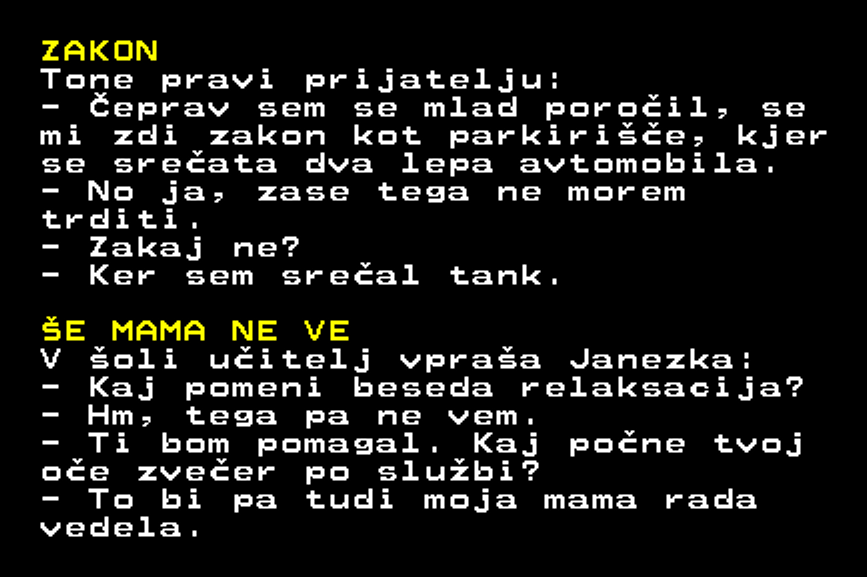 ZAKON
Tone pravi prijatelju:
- Čeprav sem se mlad poročil, se
mi zdi zakon kot parkirišče, kjer
se srečata dva lepa avtomobila.
- No ja, zase tega ne morem
trditi.
- Zakaj ne?
- Ker sem srečal tank.
ŠE MAMA NE VE
V šoli učitelj vpraša Janezka:
- Kaj pomeni beseda relaksacija?
- Hm, tega pa ne vem.
- Ti bom pomagal. Kaj počne tvoj
oče zvečer po službi?
- To bi pa tudi moja mama rada
vedela.